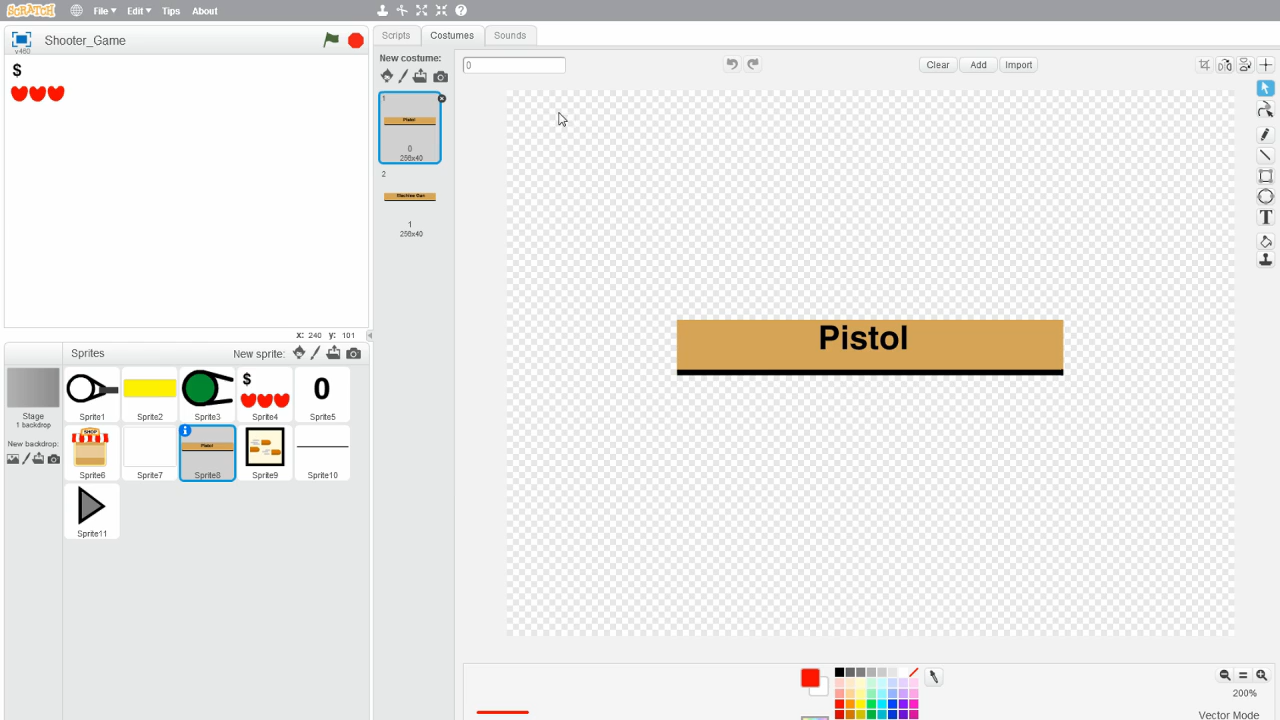 SCRATCH File Edit Tips About
v460 Shooter_Game
Scripts Costumes Sounds
New costume:
0
Clear Add Import
$
1
Pistol
0
256x40
2
Machine Gun
1
256x40
Pistol
x: 240 y: 101
Sprites New sprite:
Stage
1 backdrop
New backdrop:
$
0
Sprite1 Sprite2 Sprite3 Sprite4 Sprite5
SHOP
Pistol
Sprite6 Sprite7 Sprite8 Sprite9 Sprite10
Sprite11
200%
Vector Mode